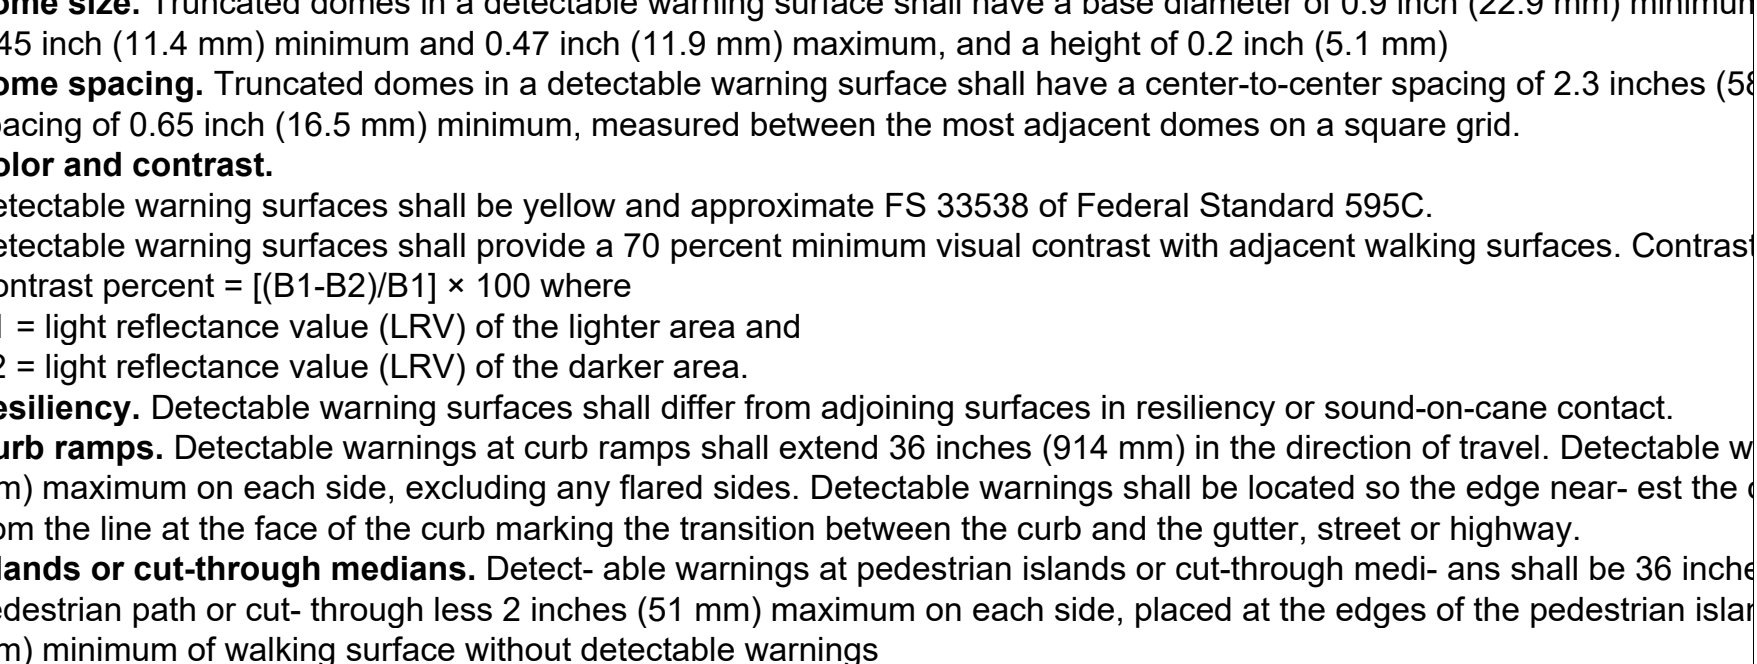 ome size. Truncated domes in a detectable warning surface shall have a base diameter of 0.9 inch (22.9 mm) minimum
45 inch (11.4 mm) minimum and 0.47 inch (11.9 mm) maximum, and a height of 0.2 inch (5.1 mm)
ome spacing. Truncated domes in a detectable warning surface shall have a center-to-center spacing of 2.3 inches (58
acing of 0.65 inch (16.5 mm) minimum, measured between the most adjacent domes on a square grid.
olor and contrast.
etectable warning surfaces shall be yellow and approximate FS 33538 of Federal Standard 595C.
etectable warning surfaces shall provide a 70 percent minimum visual contrast with adjacent walking surfaces. Contrast
ontrast percent = [(B1-B2)/B1] × 100 where
1 = light reflectance value (LRV) of the lighter area and
2 = light reflectance value (LRV) of the darker area.
esiliency. Detectable warning surfaces shall differ from adjoining surfaces in resiliency or sound-on-cane contact.
urb ramps. Detectable warnings at curb ramps shall extend 36 inches (914 mm) in the direction of travel. Detectable w
m) maximum on each side, excluding any flared sides. Detectable warnings shall be located so the edge near- est the c
om the line at the face of the curb marking the transition between the curb and the gutter, street or highway.
lands or cut-through medians. Detect- able warnings at pedestrian islands or cut-through medi- ans shall be 36 inche
edestrian path or cut- through less 2 inches (51 mm) maximum on each side, placed at the edges of the pedestrian islan
m) minimum of walking surface without detectable warnings